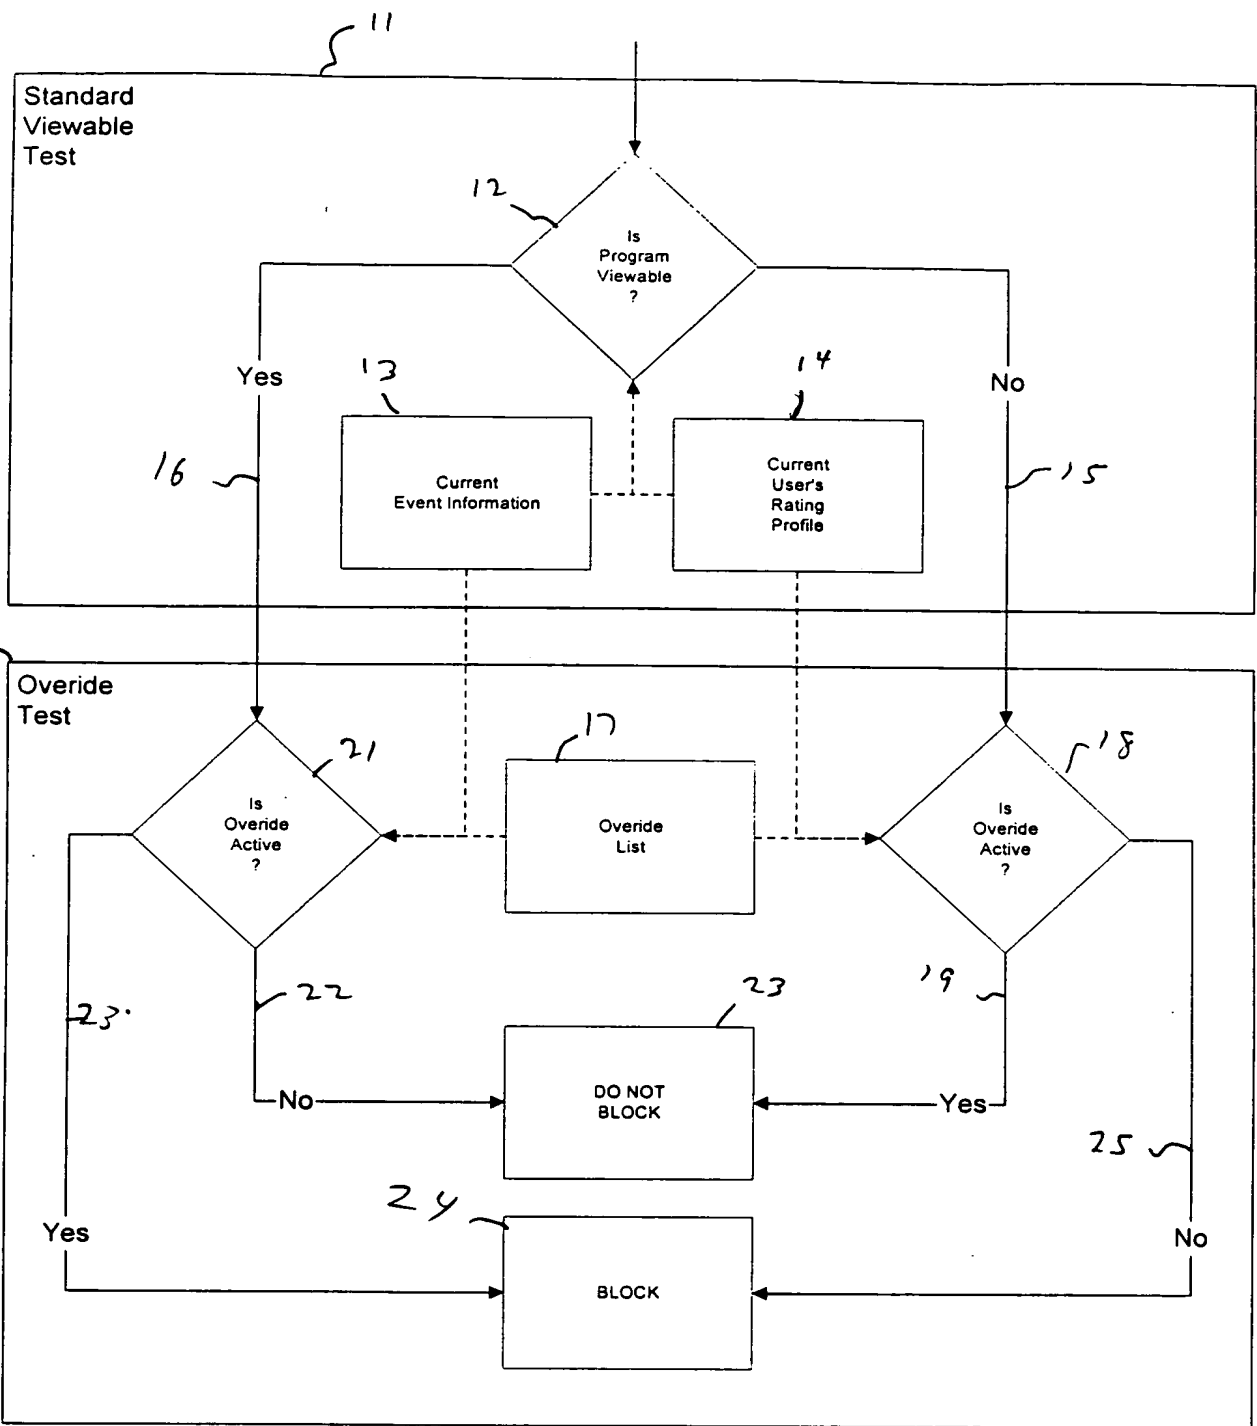 11
Standard
Viewable
Test
12
Is
Program
Viewable
?
Yes
13
14
No
16
Current
Event Information
Current
User's
Rating
Profile
15
Overide
Test
21
17
18
Is
Overide
Active
?
Overide
List
Is
Overide
Active
?
23
22
23
19
No
DO NOT
BLOCK
Yes
25
24
Yes
No
BLOCK